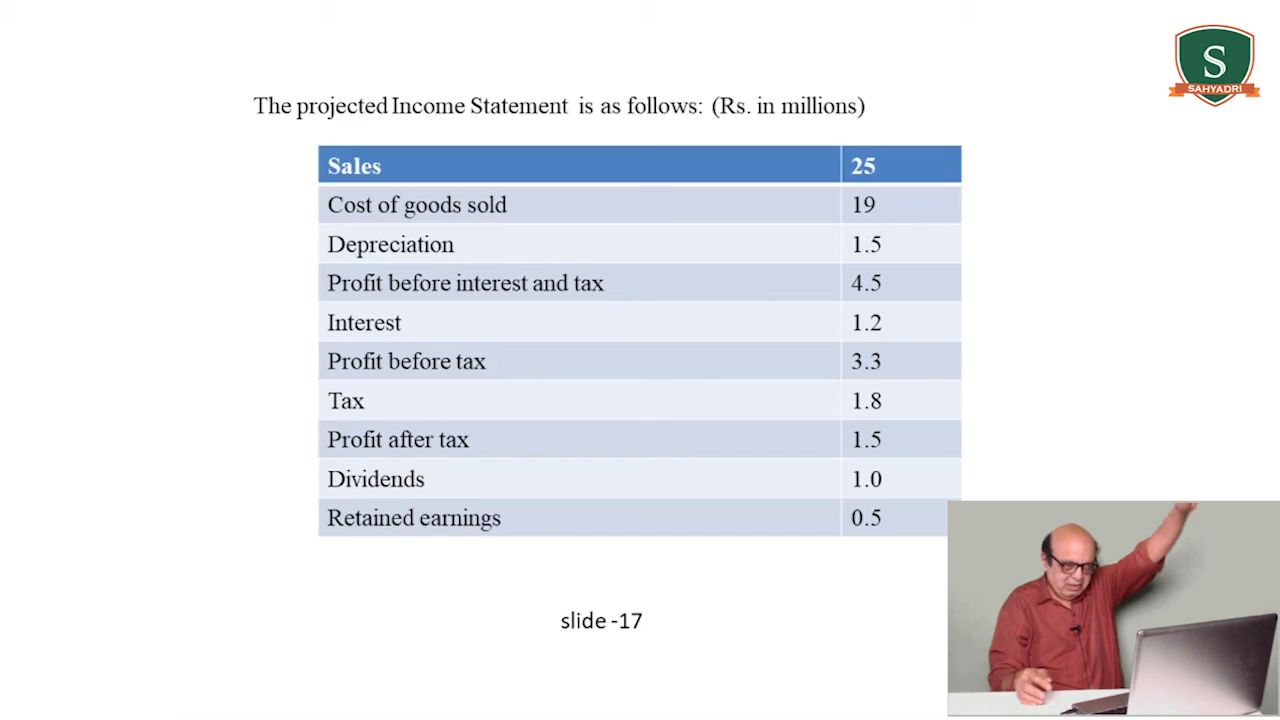 S
SAHYADRI
The projected Income Statement is as follows: (Rs. in millions)
Sales 25
Cost of goods sold 19
Depreciation 1.5
Profit before interest and tax 4.5
Interest 1.2
Profit before tax 3.3
Tax 1.8
Profit after tax 1.5
Dividends 1.0
Retained earnings 0.5
slide -17